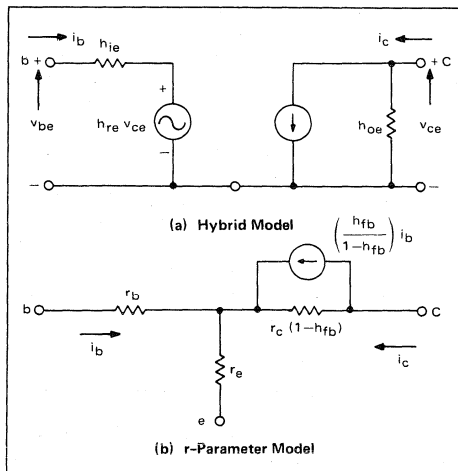 i_b
i_c
b +
h_ie
+ C
+
v_be
h_re v_ce
h_oe
v_ce
−
−
−
(a) Hybrid Model
(h_fb / 1−h_fb) i_b
b
r_b
C
i_b
r_c (1−h_fb)
i_c
r_e
e
(b) r-Parameter Model